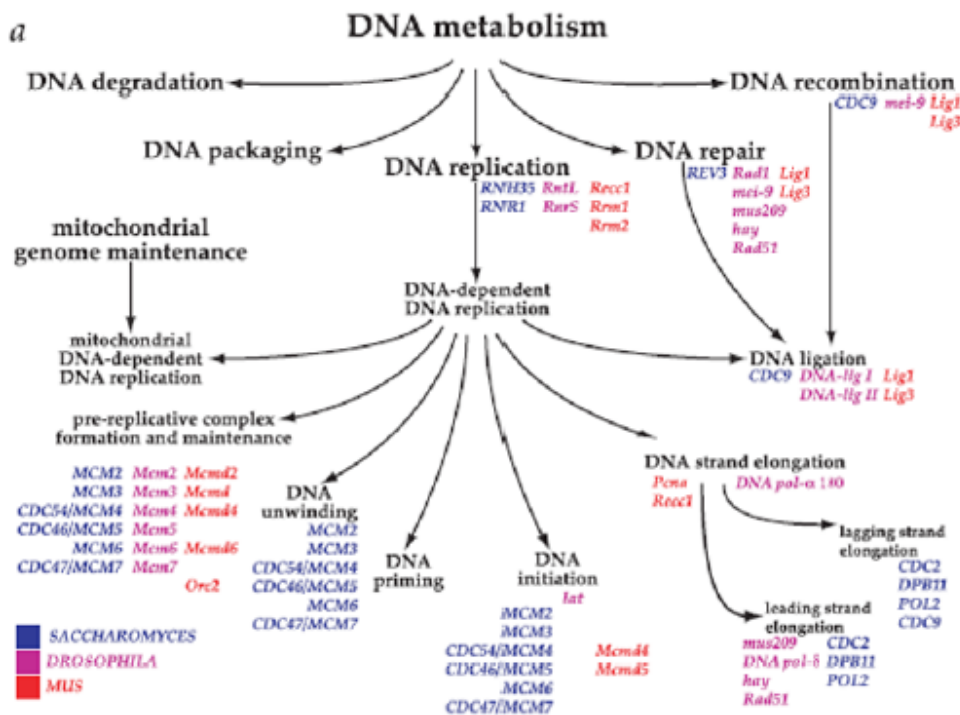 a
DNA metabolism
DNA degradation
DNA recombination
CDC9 mei-9 Lig1
Lig3
DNA packaging
DNA replication
RNH35 RntL Recc1
RNR1 RnrS Rrm1
Rrm2
DNA repair
REV3 Rad1 Lig1
mei-9 Lig3
mus209
hay
Rad51
mitochondrial
genome maintenance
DNA-dependent
DNA replication
mitochondrial
DNA-dependent
DNA replication
DNA ligation
CDC9 DNA-lig I Lig1
DNA-lig II Lig3
pre-replicative complex
formation and maintenance
MCM2 Mcm2 Mcmd2
MCM3 Mcm3 Mcmd
CDC54/MCM4 Mcm4 Mcmd4
CDC46/MCM5 Mcm5
MCM6 Mcm6 Mcmd6
CDC47/MCM7 Mcm7
Orc2
DNA
unwinding
MCM2
MCM3
CDC54/MCM4
CDC46/MCM5
MCM6
CDC47/MCM7
DNA
priming
DNA
initiation
lat
MCM2
MCM3
CDC54/MCM4 Mcmd4
CDC46/MCM5 Mcmd5
MCM6
CDC47/MCM7
DNA strand elongation
Pcna DNA pol-α 180
Recc1
lagging strand
elongation
CDC2
DPB11
POL2
CDC9
leading strand
elongation
mus209 CDC2
DNA pol-δ DPB11
hay POL2
Rad51
SACCHAROMYCES
DROSOPHILA
MUS